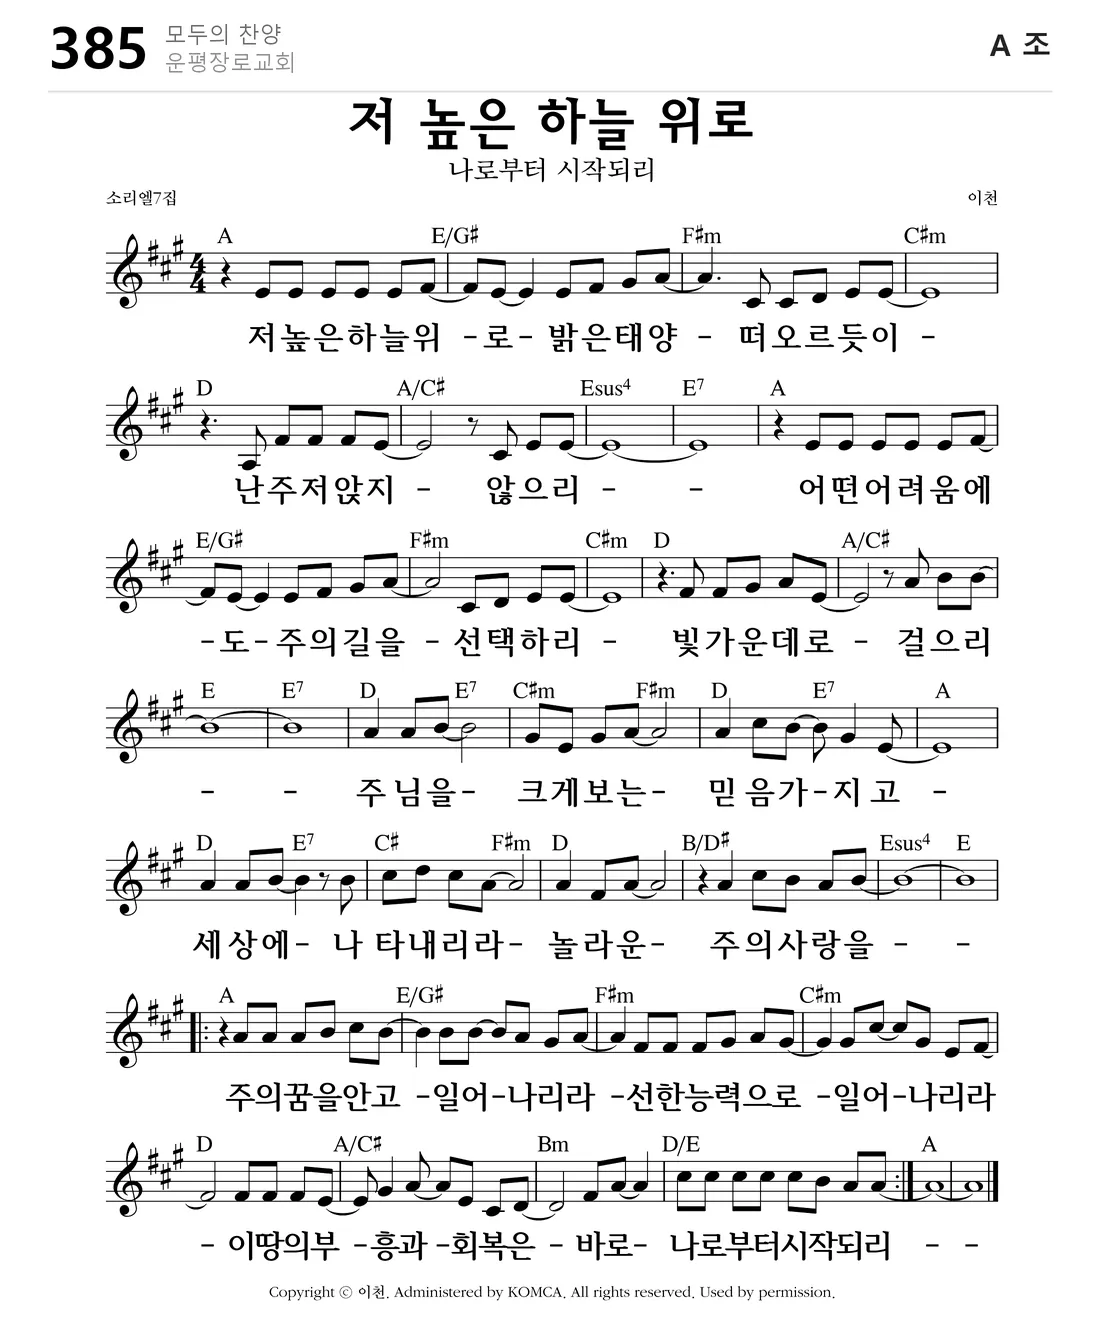 385 모두의 찬양
운평장로교회
A 조
저 높은 하늘 위로
나로부터 시작되리
소리엘7집 이천
A E/G♯ F♯m C♯m
저높은하늘위 -로- 밝은태양 - 떠오르듯이 -
D A/C♯ Esus4 E7 A
난주저앉지 - 않으리 - - 어떤어려움에
E/G♯ F♯m C♯m D A/C♯
-도-주의길을 - 선택하리 - 빛가운데로 - 걸으리
E E7 D E7 C♯m F♯m D E7 A
- - 주님을- 크게보는- 믿음가-지고 -
D E7 C♯ F♯m D B/D♯ Esus4 E
세상에- 나 타내리라- 놀라운- 주의사랑을 - -
A E/G♯ F♯m C♯m
주의꿈을안고 -일어-나리라 -선한능력으로 -일어-나리라
D A/C♯ Bm D/E A
- 이땅의부 -흥과 -회복은 - 바로- 나로부터시작되리 - -
Copyright ⓒ 이천. Administered by KOMCA. All rights reserved. Used by permission.